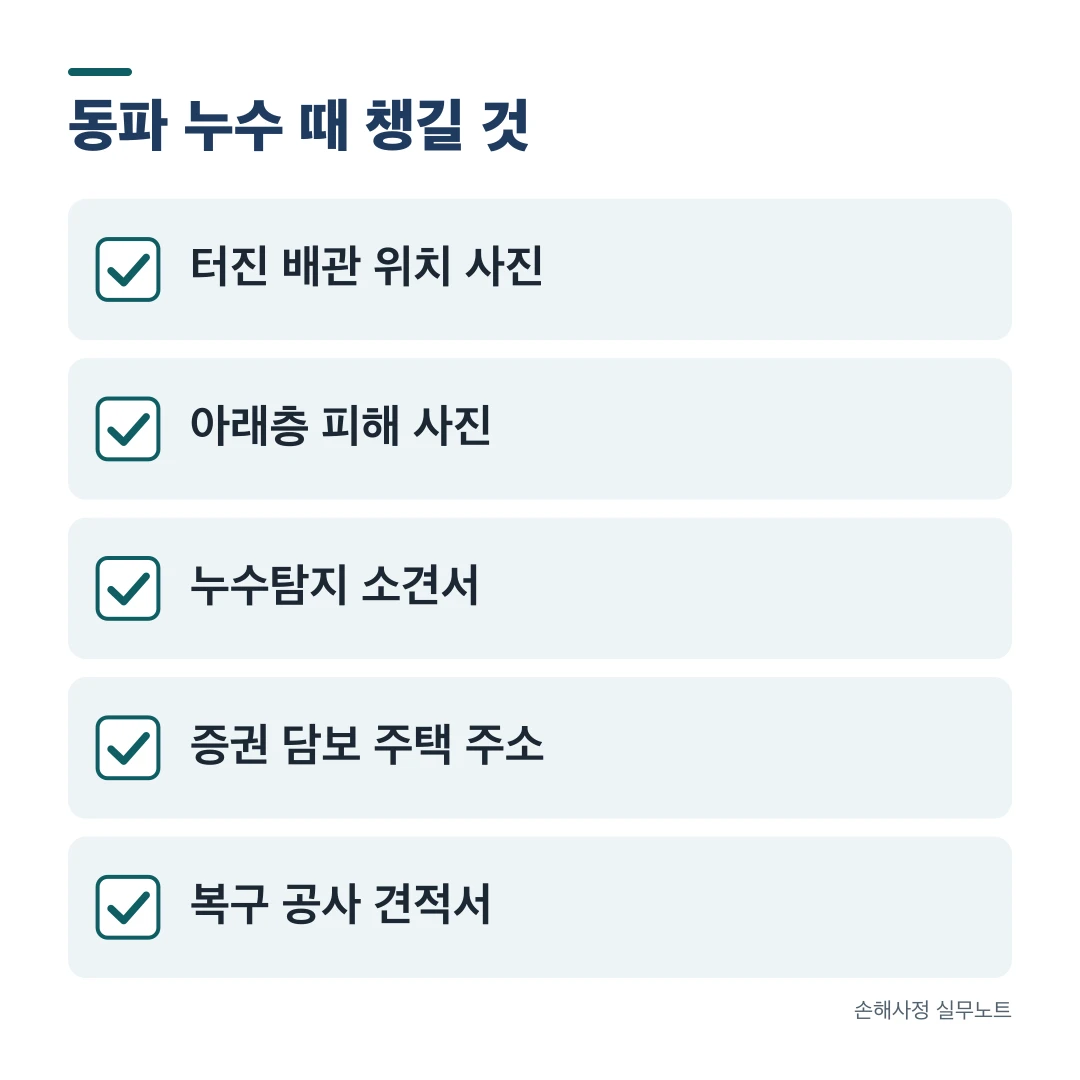 동파 누수 때 챙길 것
터진 배관 위치 사진
아래층 피해 사진
누수탐지 소견서
증권 담보 주택 주소
복구 공사 견적서
손해사정 실무노트